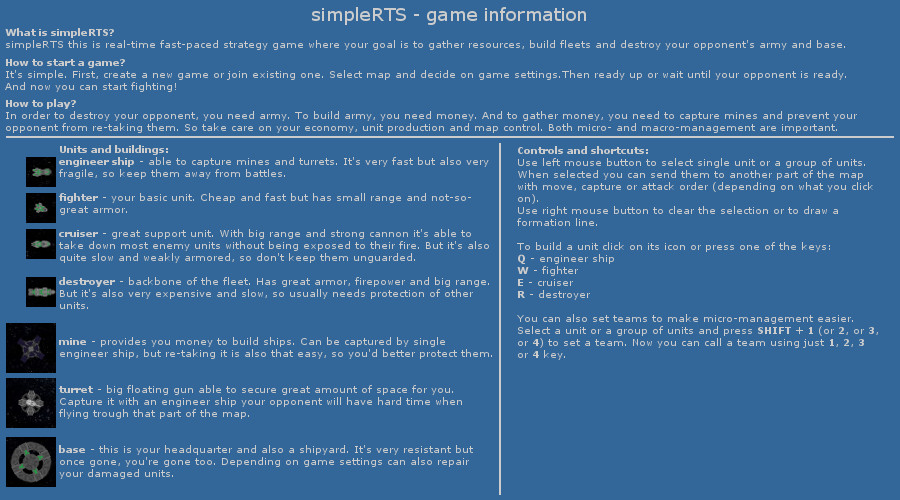 simpleRTS - game information
What is simpleRTS?
simpleRTS this is real-time fast-paced strategy game where your goal is to gather resources, build fleets and destroy your opponent's army and base.
How to start a game?
It's simple. First, create a new game or join existing one. Select map and decide on game settings.Then ready up or wait until your opponent is ready.
And now you can start fighting!
How to play?
In order to destroy your opponent, you need army. To build army, you need money. And to gather money, you need to capture mines and prevent your
opponent from re-taking them. So take care on your economy, unit production and map control. Both micro- and macro-management are important.
Units and buildings:
engineer ship - able to capture mines and turrets. It's very fast but also very
fragile, so keep them away from battles.
fighter - your basic unit. Cheap and fast but has small range and not-so-
great armor.
cruiser - great support unit. With big range and strong cannon it's able to
take down most enemy units without being exposed to their fire. But it's also
quite slow and weakly armored, so don't keep them unguarded.
destroyer - backbone of the fleet. Has great armor, firepower and big range.
But it's also very expensive and slow, so usually needs protection of other
units.
mine - provides you money to build ships. Can be captured by single
engineer ship, but re-taking it is also that easy, so you'd better protect them.
turret - big floating gun able to secure great amount of space for you.
Capture it with an engineer ship your opponent will have hard time when
flying trough that part of the map.
base - this is your headquarter and also a shipyard. It's very resistant but
once gone, you're gone too. Depending on game settings can also repair
your damaged units.
Controls and shortcuts:
Use left mouse button to select single unit or a group of units.
When selected you can send them to another part of the map
with move, capture or attack order (depending on what you click
on).
Use right mouse button to clear the selection or to draw a
formation line.
To build a unit click on its icon or press one of the keys:
Q - engineer ship
W - fighter
E - cruiser
R - destroyer
You can also set teams to make micro-management easier.
Select a unit or a group of units and press SHIFT + 1 (or 2, or 3,
or 4) to set a team. Now you can call a team using just 1, 2, 3
or 4 key.